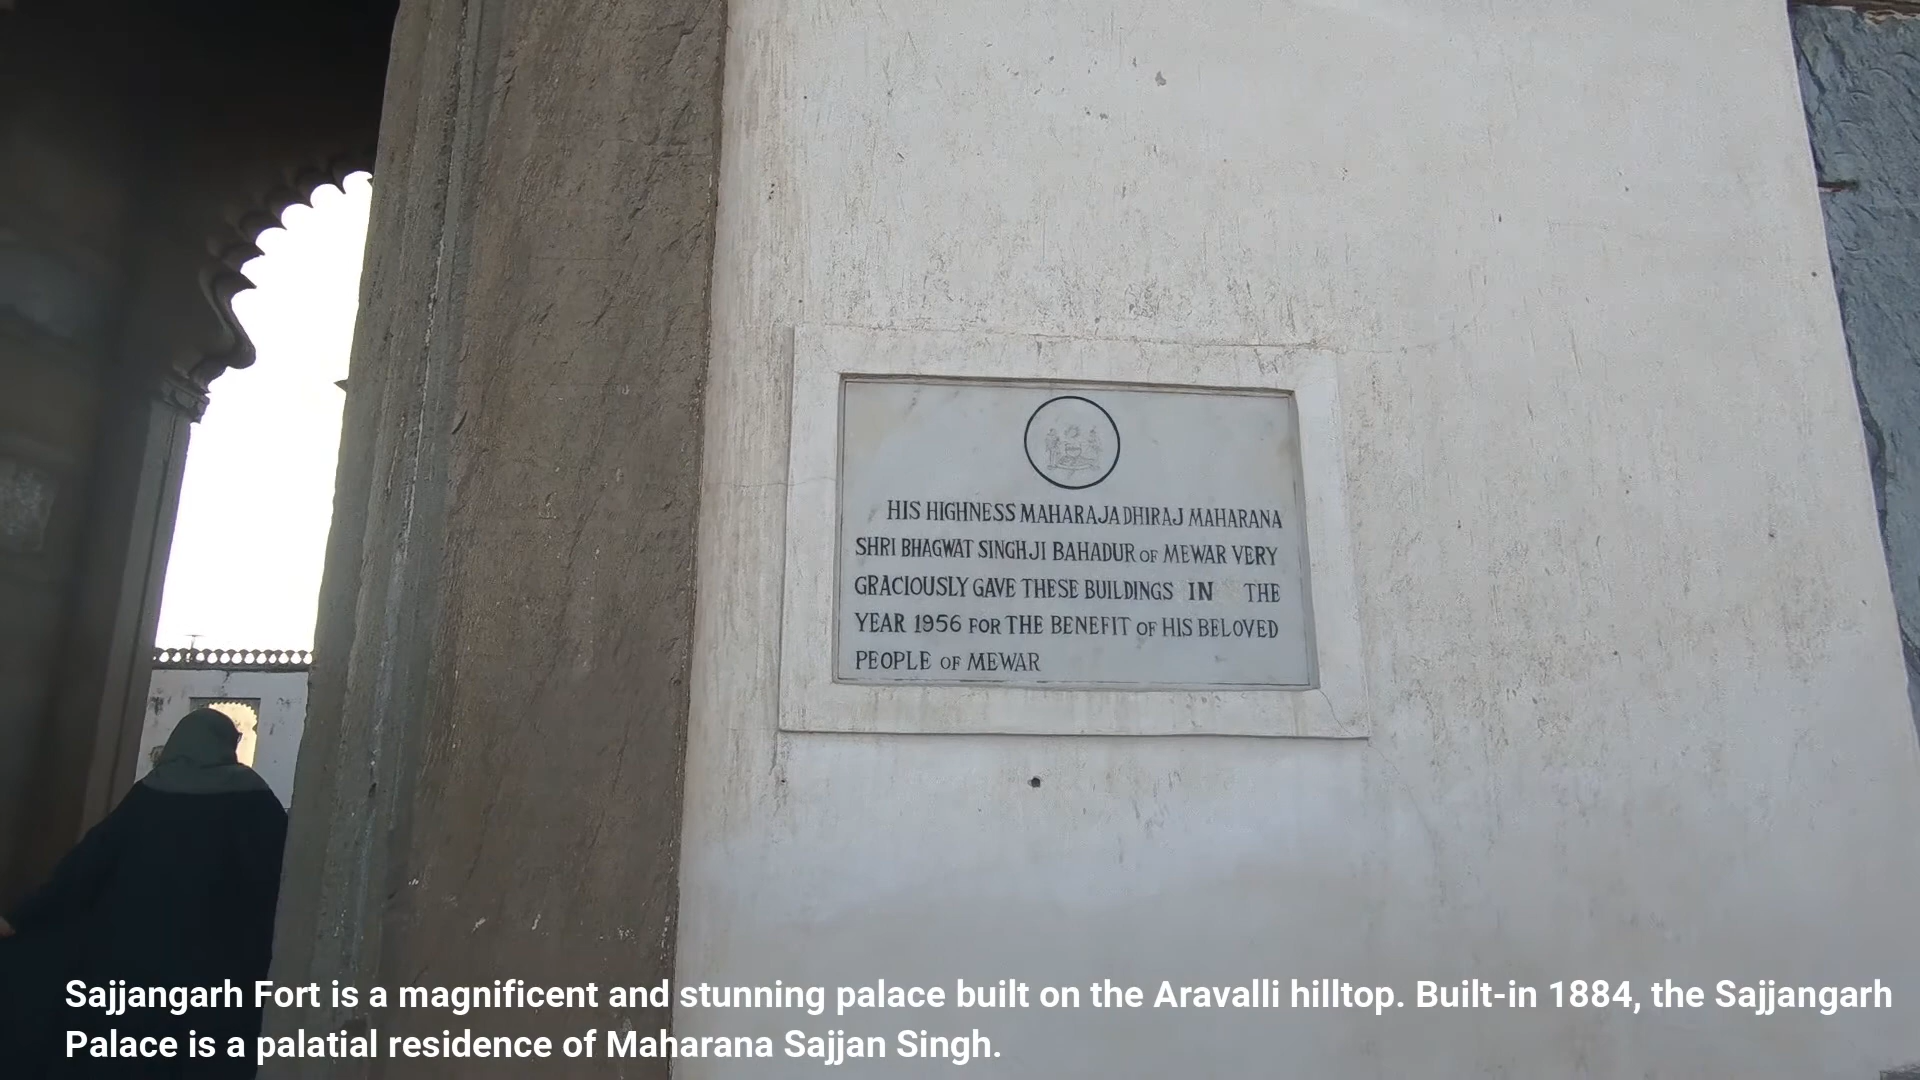 HIS HIGHNESS MAHARAJADHIRAJ MAHARANA
SHRI BHAGWAT SINGHJI BAHADUR OF MEWAR VERY
GRACIOUSLY GAVE THESE BUILDINGS IN THE
YEAR 1956 FOR THE BENEFIT OF HIS BELOVED
PEOPLE OF MEWAR
Sajjangarh Fort is a magnificent and stunning palace built on the Aravalli hilltop. Built-in 1884, the Sajjangarh
Palace is a palatial residence of Maharana Sajjan Singh.